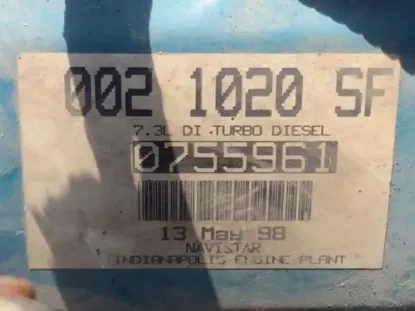 002 1020 SF
7.3L DI TURBO DIESEL
0755961
13 May 98
NAVISTAR
INDIANAPOLIS ENGINE PLANT